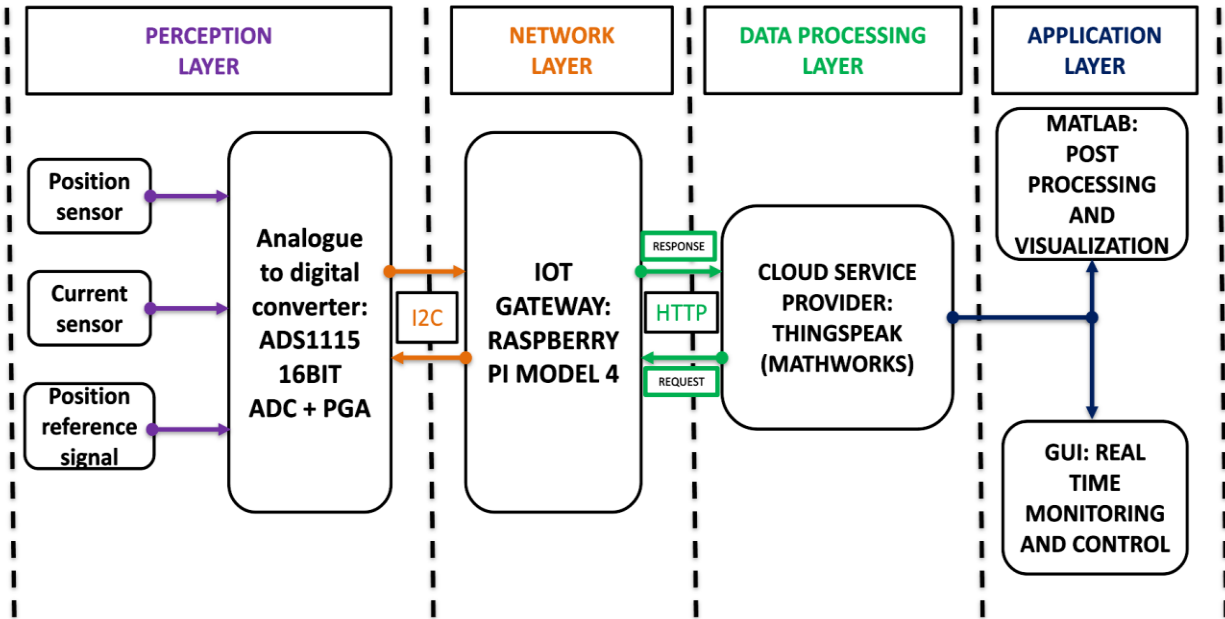 PERCEPTION
LAYER
NETWORK
LAYER
DATA PROCESSING
LAYER
APPLICATION
LAYER
Position
sensor
Current
sensor
Position
reference
signal
Analogue
to digital
converter:
ADS1115
16BIT
ADC + PGA
I2C
IOT
GATEWAY:
RASPBERRY
PI MODEL 4
RESPONSE
HTTP
REQUEST
CLOUD SERVICE
PROVIDER:
THINGSPEAK
(MATHWORKS)
MATLAB:
POST
PROCESSING
AND
VISUALIZATION
GUI: REAL
TIME
MONITORING
AND CONTROL